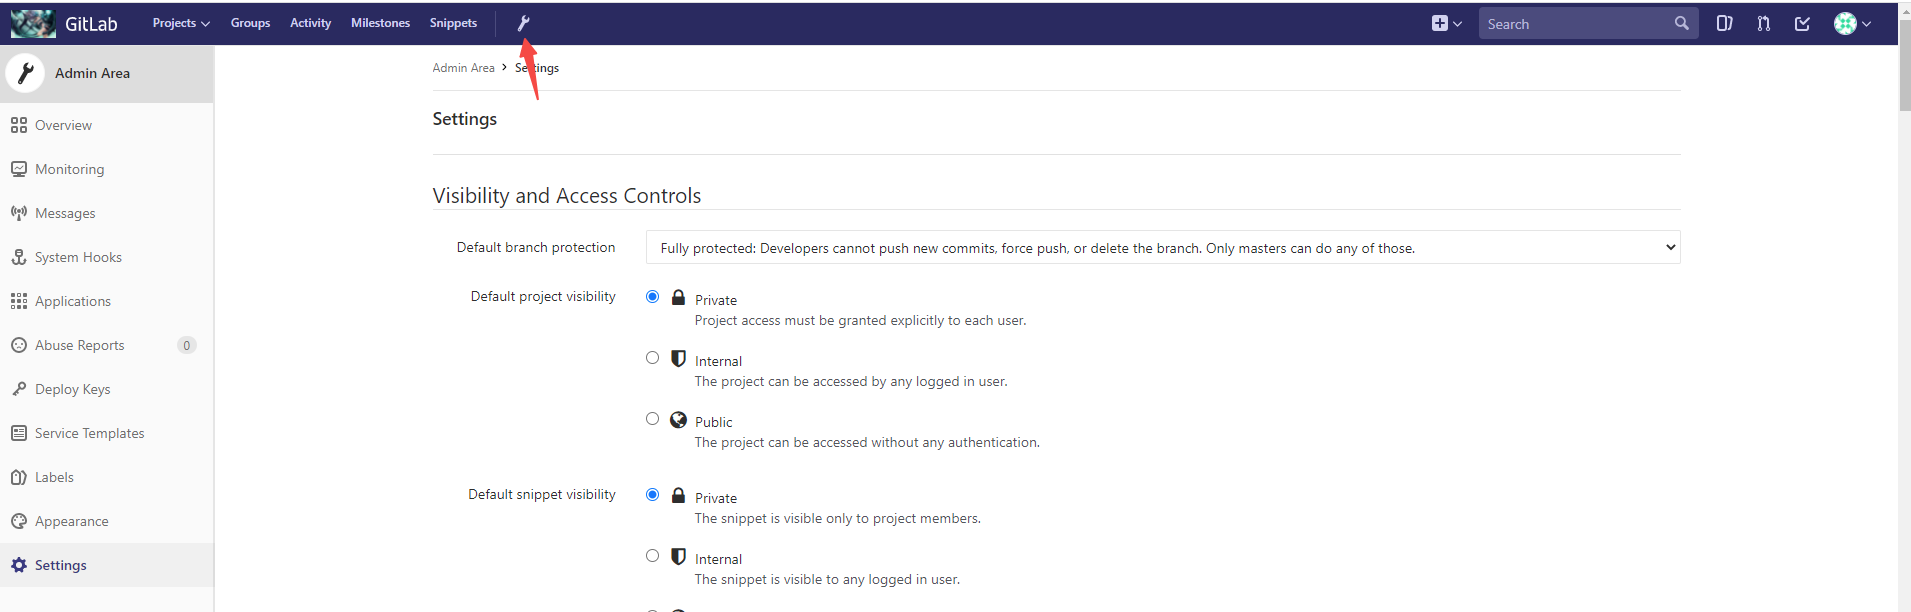 GitLab Projects Groups Activity Milestones Snippets Search
Admin Area
Overview
Monitoring
Messages
System Hooks
Applications
Abuse Reports 0
Deploy Keys
Service Templates
Labels
Appearance
Settings
Admin Area > Settings
Settings
Visibility and Access Controls
Default branch protection Fully protected: Developers cannot push new commits, force push, or delete the branch. Only masters can do any of those.
Default project visibility Private
Project access must be granted explicitly to each user.
Internal
The project can be accessed by any logged in user.
Public
The project can be accessed without any authentication.
Default snippet visibility Private
The snippet is visible only to project members.
Internal
The snippet is visible to any logged in user.